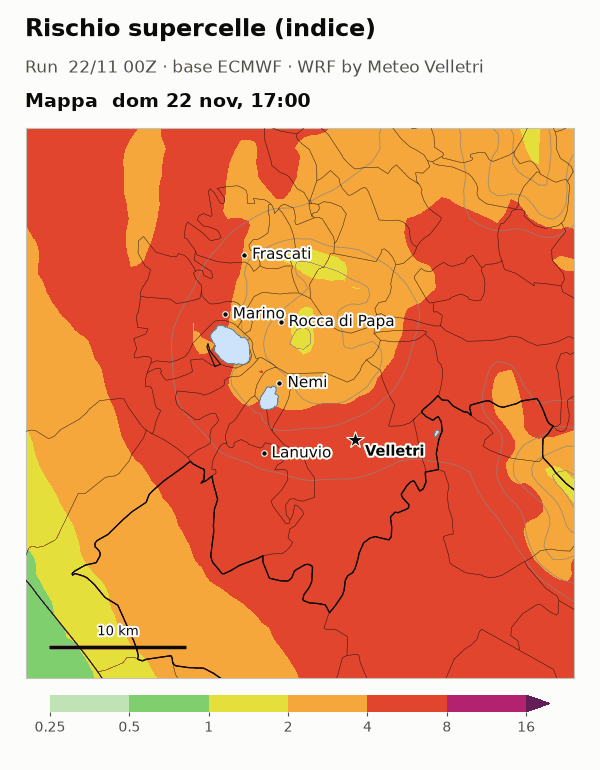 Rischio supercelle (indice)
Run 22/11 00Z · base ECMWF · WRF by Meteo Velletri
Mappa dom 22 nov, 17:00
Frascati
Marino
Rocca di Papa
Nemi
Velletri
Lanuvio
10 km
0.25 0.5 1 2 4 8 16